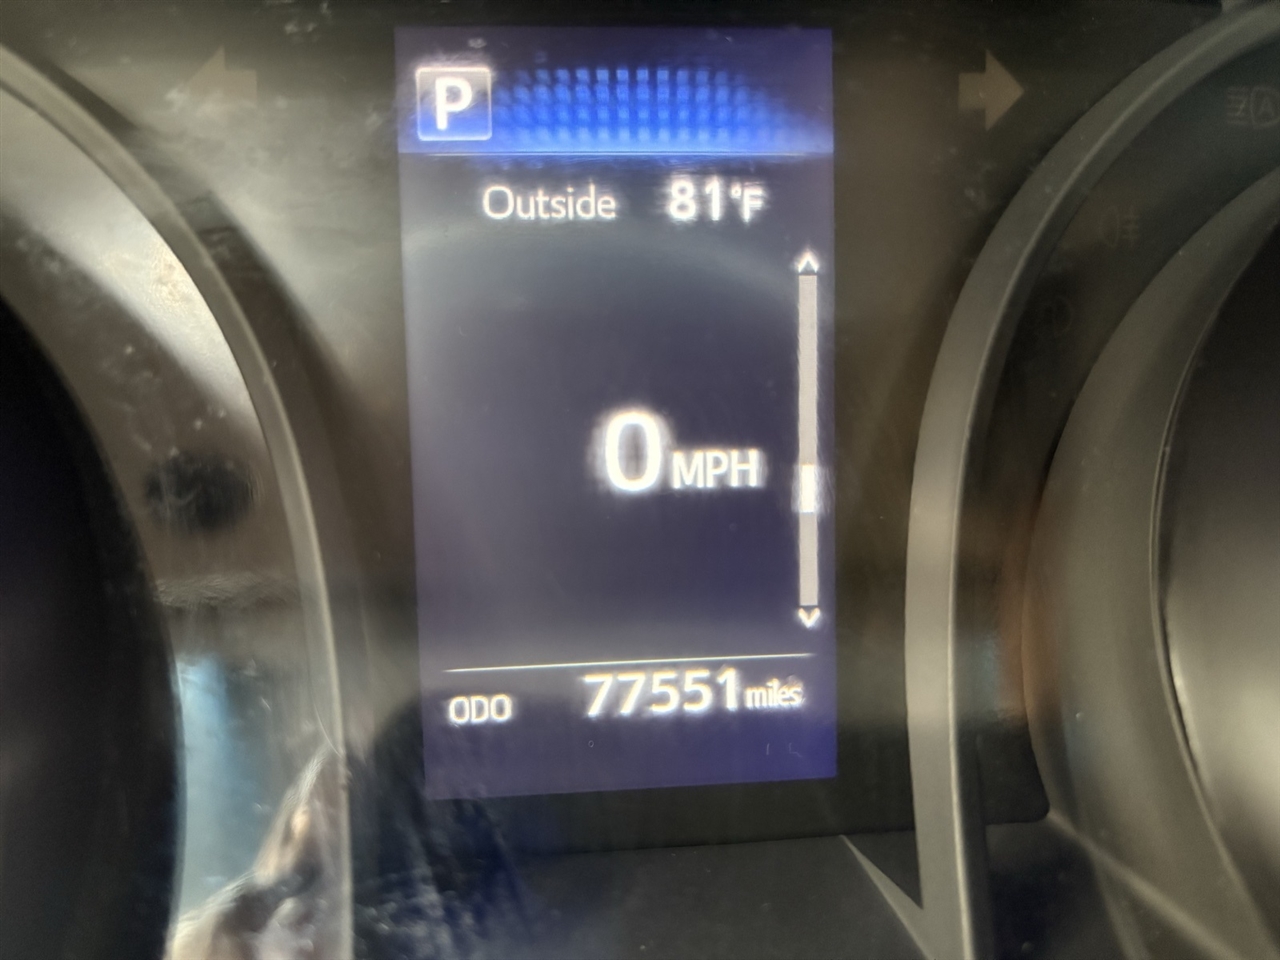 P
Outside 81°F
0 MPH
ODO 77551 miles